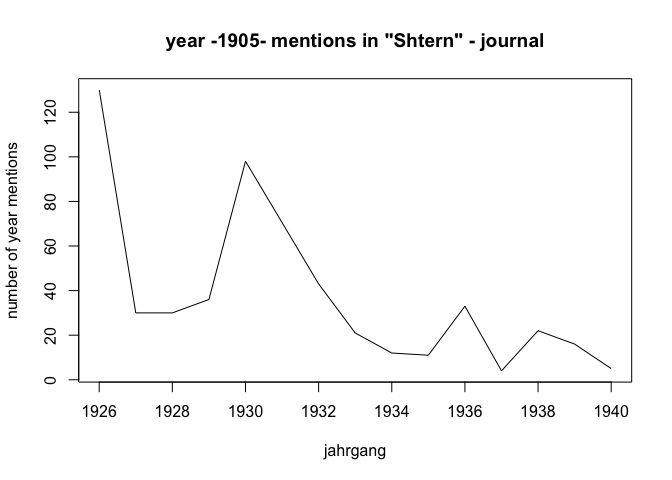 year -1905- mentions in "Shtern" - journal
number of year mentions
120
100
80
60
40
20
0
1926 1928 1930 1932 1934 1936 1938 1940
jahrgang